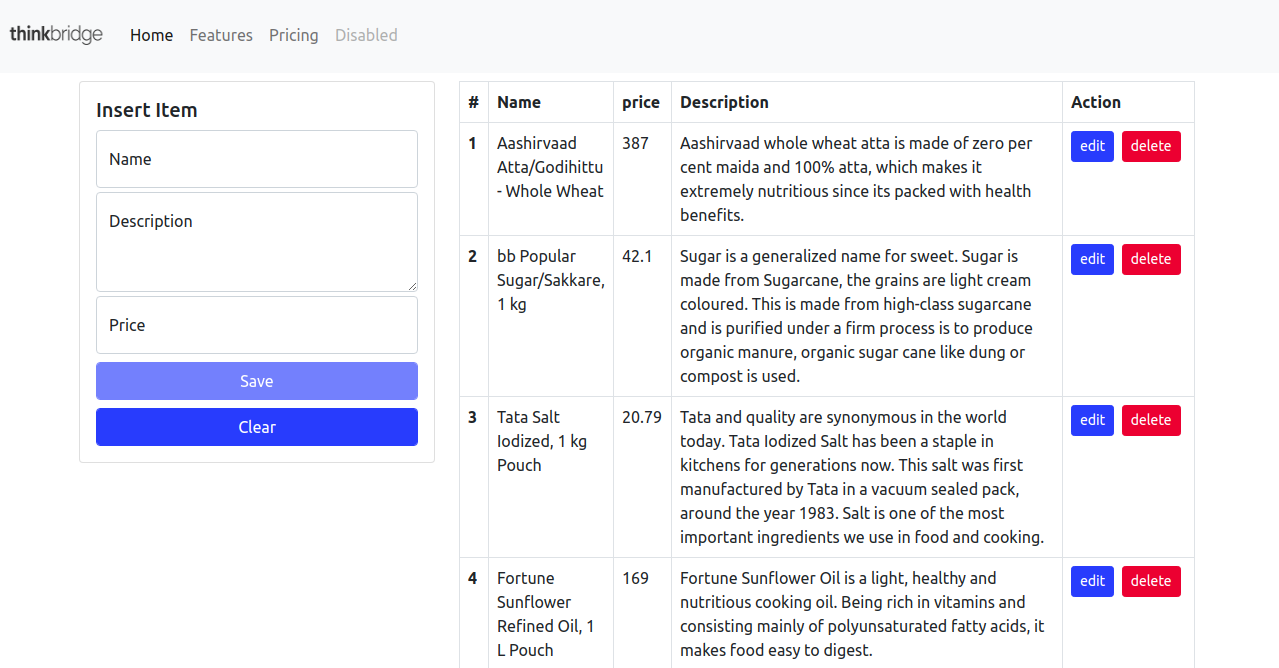 thinkbridge Home Features Pricing Disabled
Insert Item
Name
Description
Price
Save
Clear
# Name price Description Action
1 Aashirvaad 387 Aashirvaad whole wheat atta is made of zero per edit delete
Atta/Godihittu cent maida and 100% atta, which makes it
- Whole Wheat extremely nutritious since its packed with health
benefits.
2 bb Popular 42.1 Sugar is a generalized name for sweet. Sugar is edit delete
Sugar/Sakkare, made from Sugarcane, the grains are light cream
1 kg coloured. This is made from high-class sugarcane
and is purified under a firm process is to produce
organic manure, organic sugar cane like dung or
compost is used.
3 Tata Salt 20.79 Tata and quality are synonymous in the world edit delete
Iodized, 1 kg today. Tata Iodized Salt has been a staple in
Pouch kitchens for generations now. This salt was first
manufactured by Tata in a vacuum sealed pack,
around the year 1983. Salt is one of the most
important ingredients we use in food and cooking.
4 Fortune 169 Fortune Sunflower Oil is a light, healthy and edit delete
Sunflower nutritious cooking oil. Being rich in vitamins and
Refined Oil, 1 consisting mainly of polyunsaturated fatty acids, it
L Pouch makes food easy to digest.